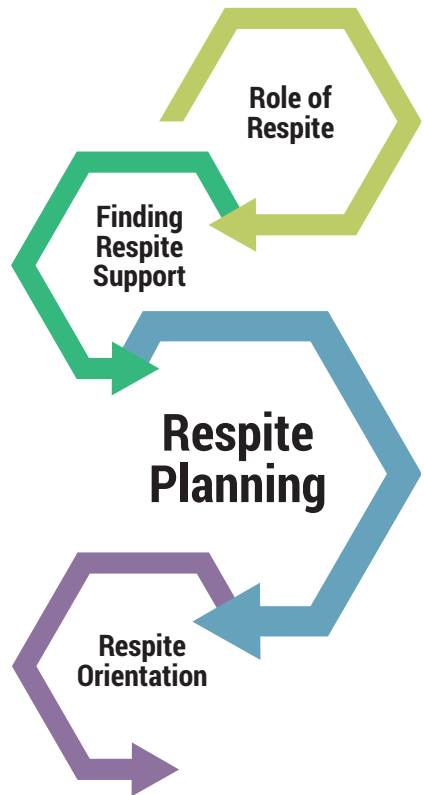 Role of
Respite
Finding
Respite
Support
Respite
Planning
Respite
Orientation